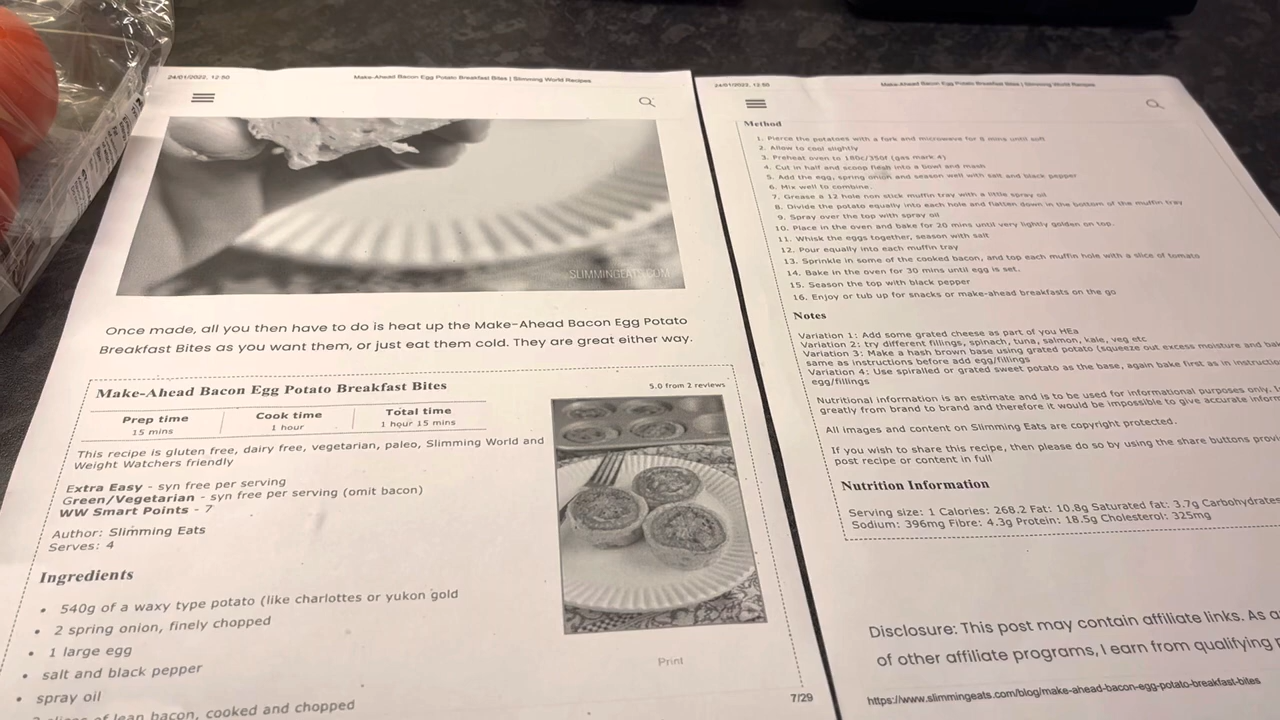 24/01/2022, 12:50
Make-Ahead Bacon Egg Potato Breakfast Bites | Slimming World Recipes
SLIMMINGEATS.COM
Once made, all you then have to do is heat up the Make-Ahead Bacon Egg Potato
Breakfast Bites as you want them, or just eat them cold. They are great either way.
Make-Ahead Bacon Egg Potato Breakfast Bites
5.0 from 2 reviews
Prep time
Cook time
Total time
15 mins
1 hour
1 hour 15 mins
This recipe is gluten free, dairy free, vegetarian, paleo, Slimming World and
Weight Watchers friendly
Extra Easy - syn free per serving
Green/Vegetarian - syn free per serving (omit bacon)
WW Smart Points - 7
Author: Slimming Eats
Serves: 4
Ingredients
• 540g of a waxy type potato (like charlottes or yukon gold
• 2 spring onion, finely chopped
• 1 large egg
• salt and black pepper
• spray oil
slices of lean bacon, cooked and chopped
Print
7/29
24/01/2022, 12:50
Make-Ahead Bacon Egg Potato Breakfast Bites | Slimming World Recipes
Method
1. Pierce the potatoes with a fork and microwave for 5 mins until soft
2. Allow to cool slightly
3. Preheat oven to 180c/350f (gas mark 4)
4. Cut in half and scoop flesh into a bowl and mash
5. Add the egg, spring onion and season well with salt and black pepper
6. Mix well to combine.
7. Grease a 12 hole non stick muffin tray with a little spray oil
8. Divide the potato equally into each hole and flatten down in the bottom of the muffin tray
9. Spray over the top with spray oil
10. Place in the oven and bake for 20 mins until very lightly golden on top.
11. Whisk the eggs together, season with salt
12. Pour equally into each muffin tray
13. Sprinkle in some of the cooked bacon, and top each muffin hole with a slice of tomato
14. Bake in the oven for 30 mins until egg is set.
15. Season the top with black pepper
16. Enjoy or tub up for snacks or make-ahead breakfasts on the go
Notes
Variation 1: Add some grated cheese as part of you HEa
Variation 2: try different fillings, spinach, tuna, salmon, kale, veg etc
Variation 3: Make a hash brown base using grated potato (squeeze out excess moisture and bak
same as instructions before add egg/fillings
Variation 4: Use spiralled or grated sweet potato as the base, again bake first as in instructi
egg/fillings
Nutritional information is an estimate and is to be used for informational purposes only.
greatly from brand to brand and therefore it would be impossible to give accurate inform
All images and content on Slimming Eats are copyright protected.
If you wish to share this recipe, then please do so by using the share buttons provi
post recipe or content in full
Nutrition Information
Serving size: 1 Calories: 268.2 Fat: 10.8g Saturated fat: 3.7g Carbohydrates
Sodium: 396mg Fibre: 4.3g Protein: 18.5g Cholesterol: 325mg
Disclosure: This post may contain affiliate links. As a
of other affiliate programs, I earn from qualifying p
https://www.slimmingeats.com/blog/make-ahead-bacon-egg-potato-breakfast-bites